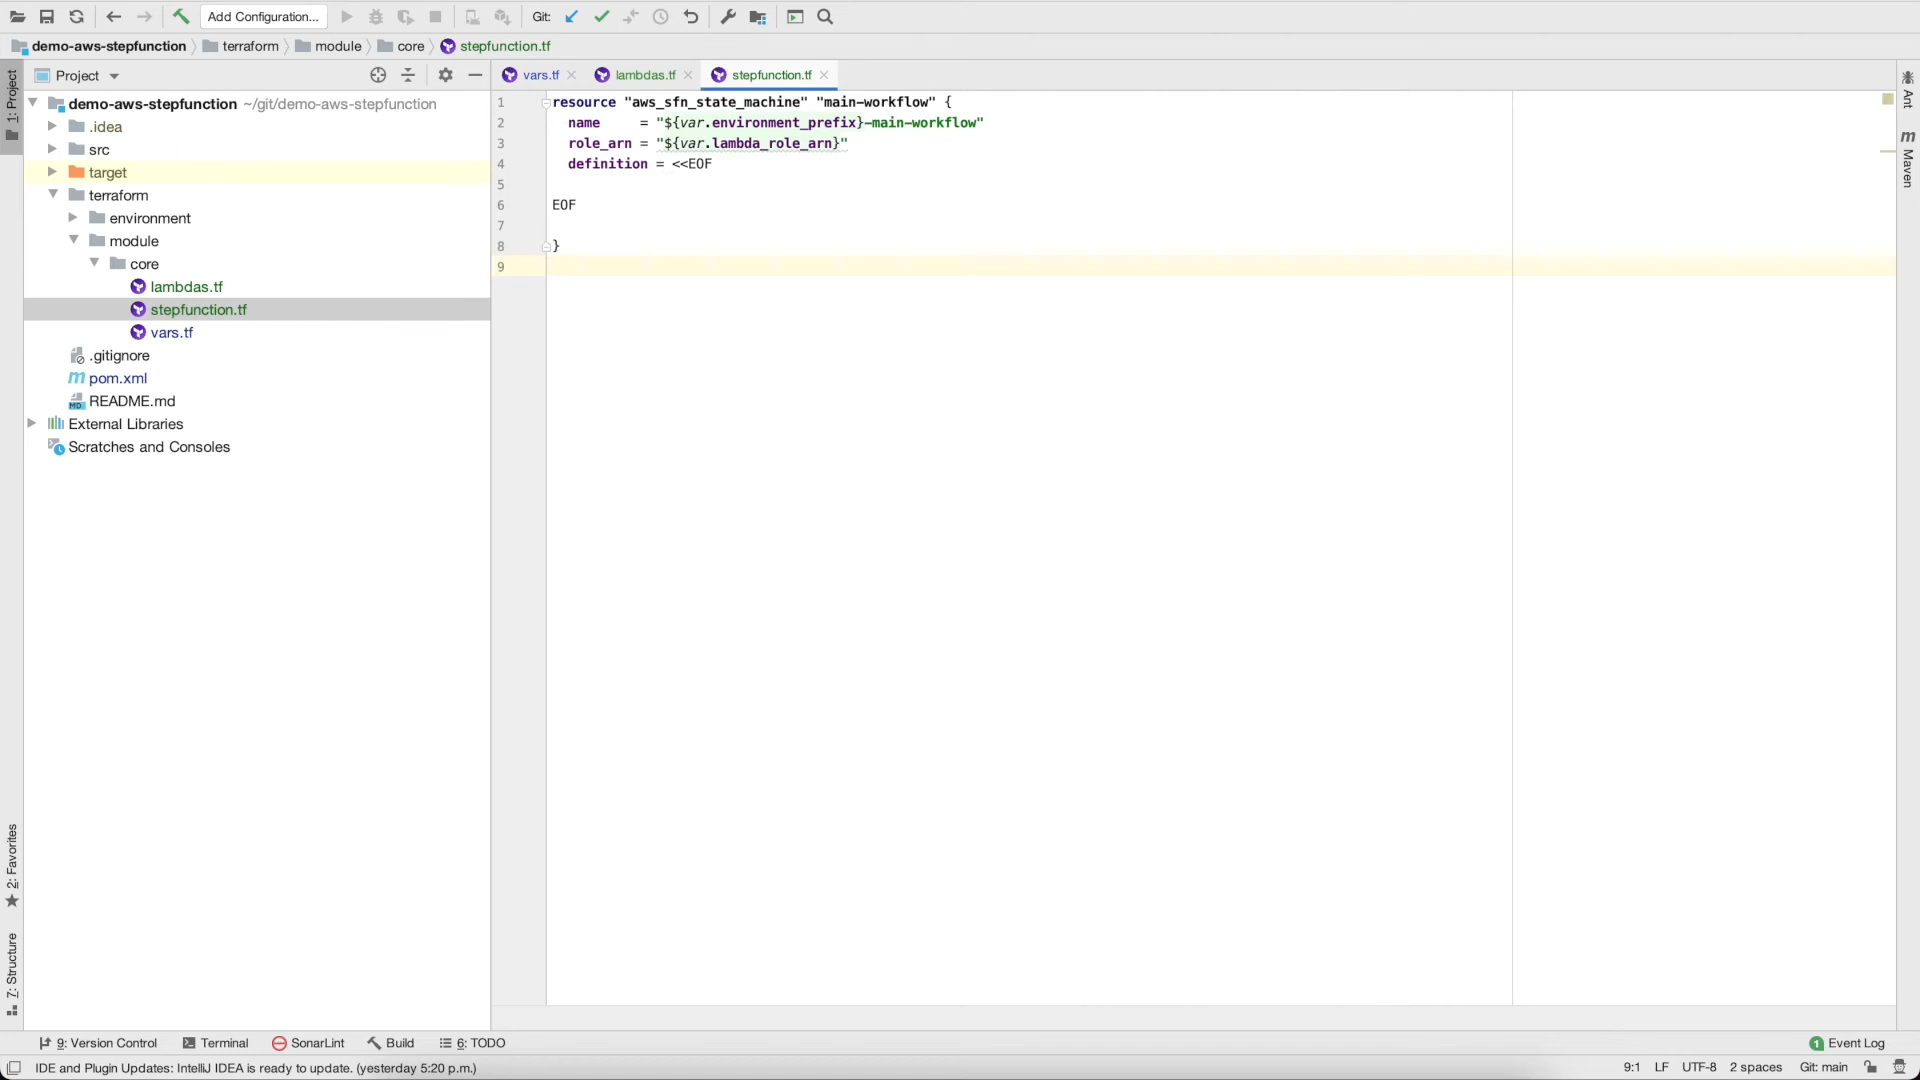 Add Configuration...
Git:
demo-aws-stepfunction
terraform
module
core
stepfunction.tf
1: Project
Project
vars.tf
lambdas.tf
stepfunction.tf
demo-aws-stepfunction ~/git/demo-aws-stepfunction
.idea
src
target
terraform
environment
module
core
lambdas.tf
stepfunction.tf
vars.tf
.gitignore
m pom.xml
MD README.md
External Libraries
Scratches and Consoles
1 resource "aws_sfn_state_machine" "main-workflow" {
2 name = "${var.environment_prefix}-main-workflow"
3 role_arn = "${var.lambda_role_arn}"
4 definition = <<EOF
5
6 EOF
7
8 }
9
Ant
m Maven
2: Favorites
7: Structure
9: Version Control
Terminal
SonarLint
Build
6: TODO
1 Event Log
IDE and Plugin Updates: IntelliJ IDEA is ready to update. (yesterday 5:20 p.m.)
9:1 LF UTF-8 2 spaces Git: main